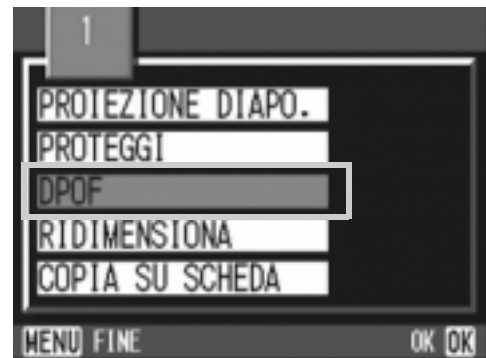 1
PROIEZIONE DIAPO.
PROTEGGI
DPOF
RIDIMENSIONA
COPIA SU SCHEDA
MENU FINE OK OK